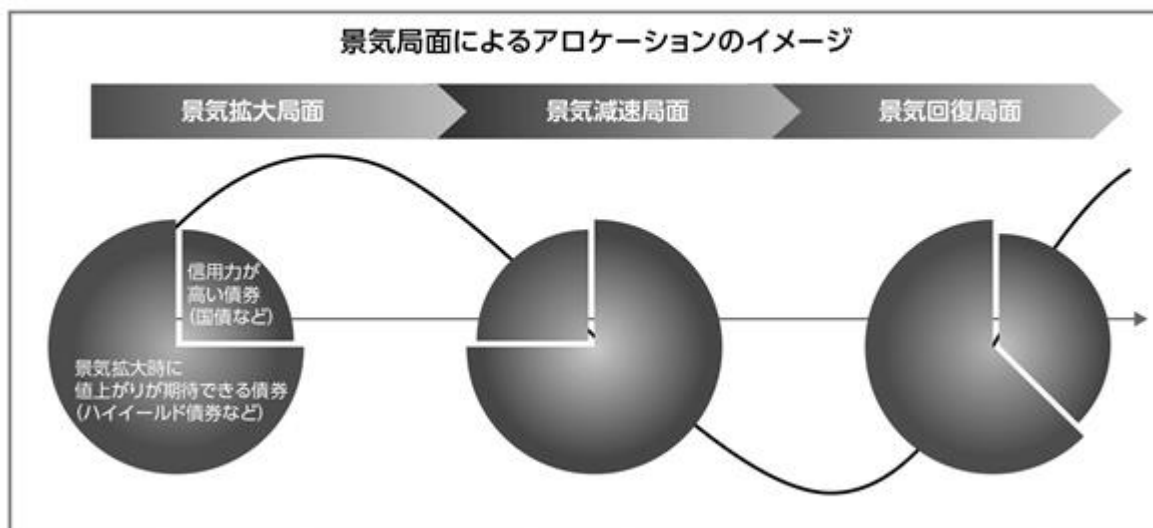 景気局面によるアロケーションのイメージ
景気拡大局面
景気減速局面
景気回復局面
信用力が
高い債券
(国債など)
景気拡大時に
値上がりが期待できる債券
(ハイイールド債券など)